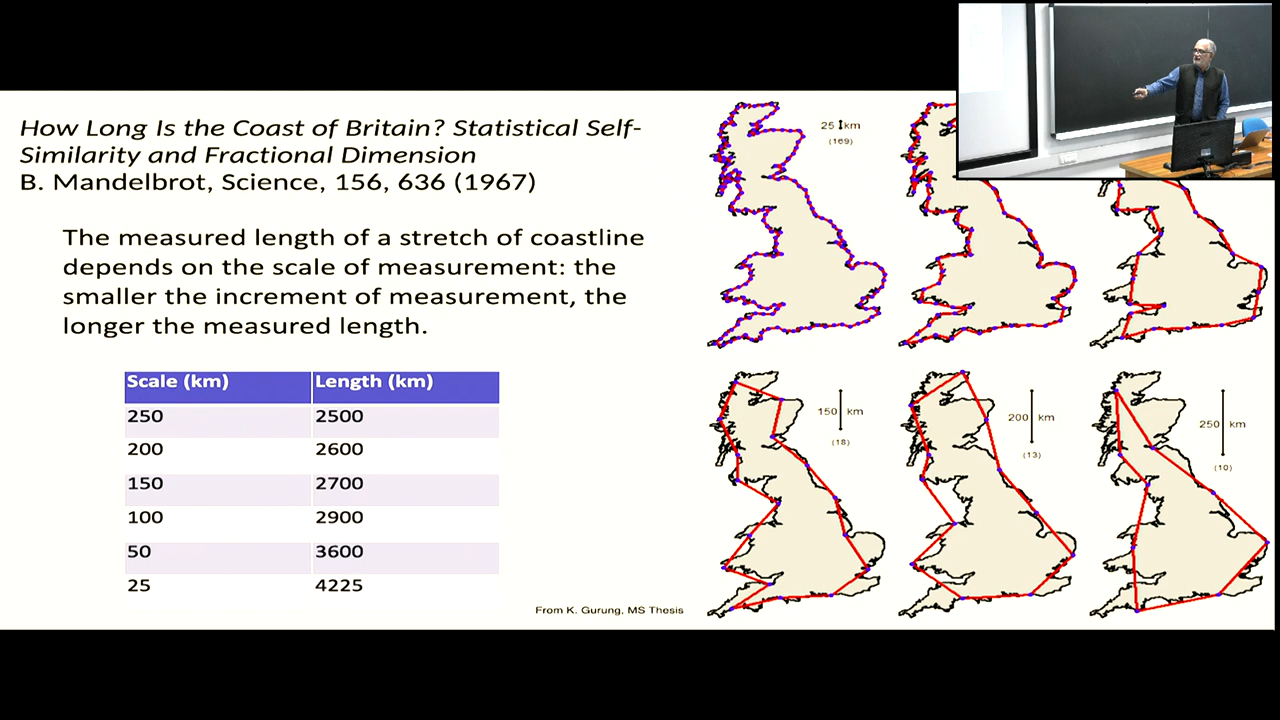 How Long Is the Coast of Britain? Statistical Self-
Similarity and Fractional Dimension
B. Mandelbrot, Science, 156, 636 (1967)
The measured length of a stretch of coastline
depends on the scale of measurement: the
smaller the increment of measurement, the
longer the measured length.
Scale (km) Length (km)
250 2500
200 2600
150 2700
100 2900
50 3600
25 4225
From K. Gurung, MS Thesis
25 km
(169)
150 km
(18)
200 km
(13)
250 km
(10)